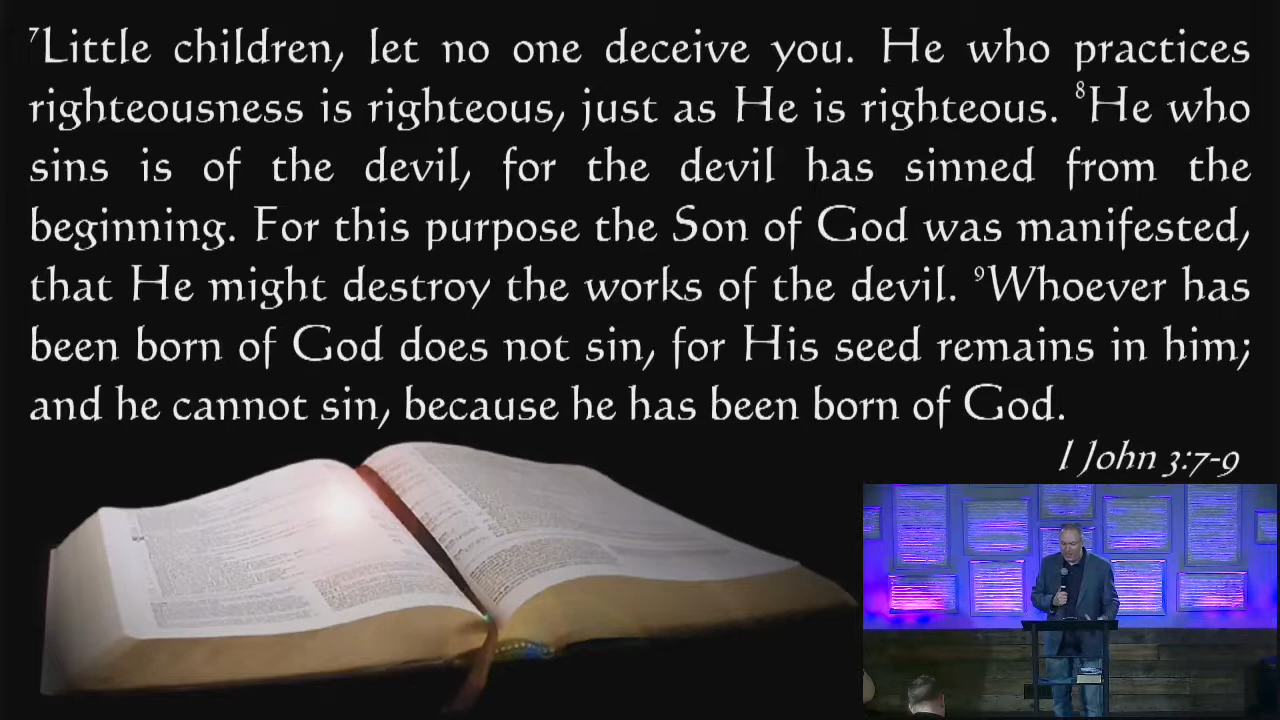 ⁷Little children, let no one deceive you. He who practices
righteousness is righteous, just as He is righteous. ⁸He who
sins is of the devil, for the devil has sinned from the
beginning. For this purpose the Son of God was manifested,
that He might destroy the works of the devil. ⁹Whoever has
been born of God does not sin, for His seed remains in him;
and he cannot sin, because he has been born of God.
I John 3:7-9